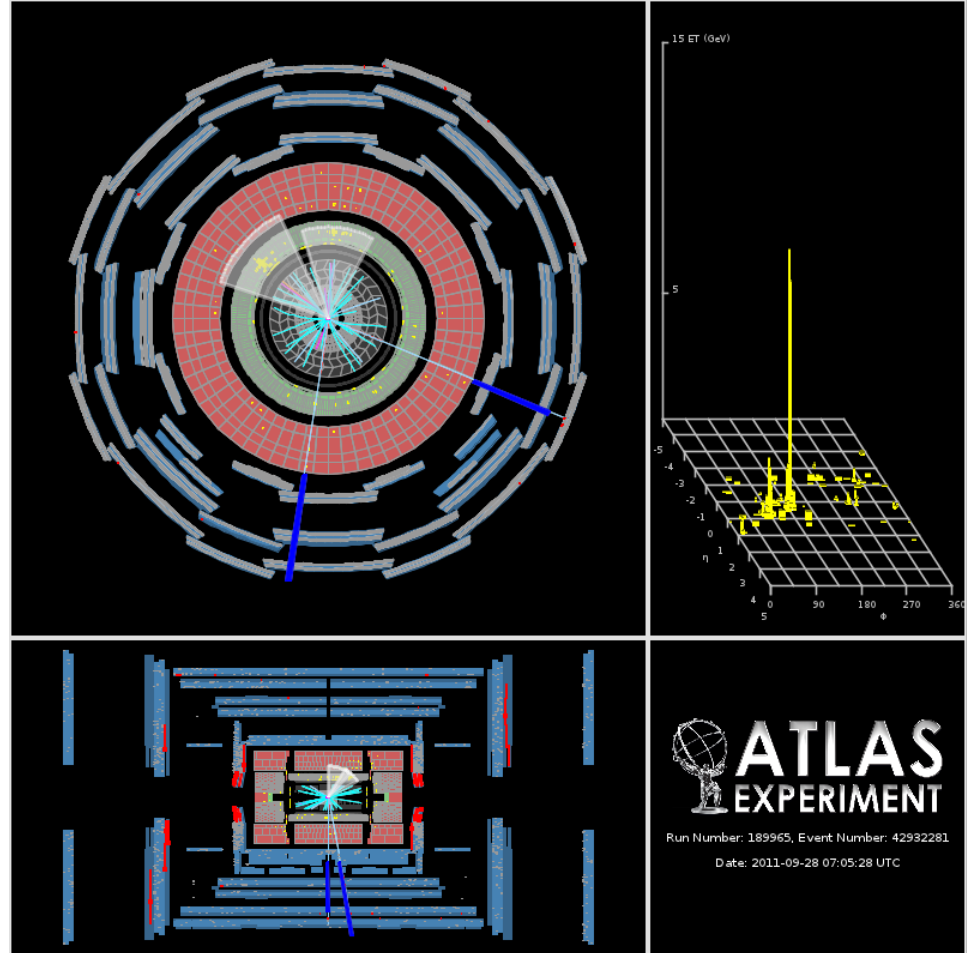 15 ET (GeV)
5
-5
-4
-3
-2
-1
0
1
η
2
3
4
5
0
90
180
270
360
ϕ
ATLAS
EXPERIMENT
Run Number: 189965, Event Number: 42932281
Date: 2011-09-28 07:05:28 UTC